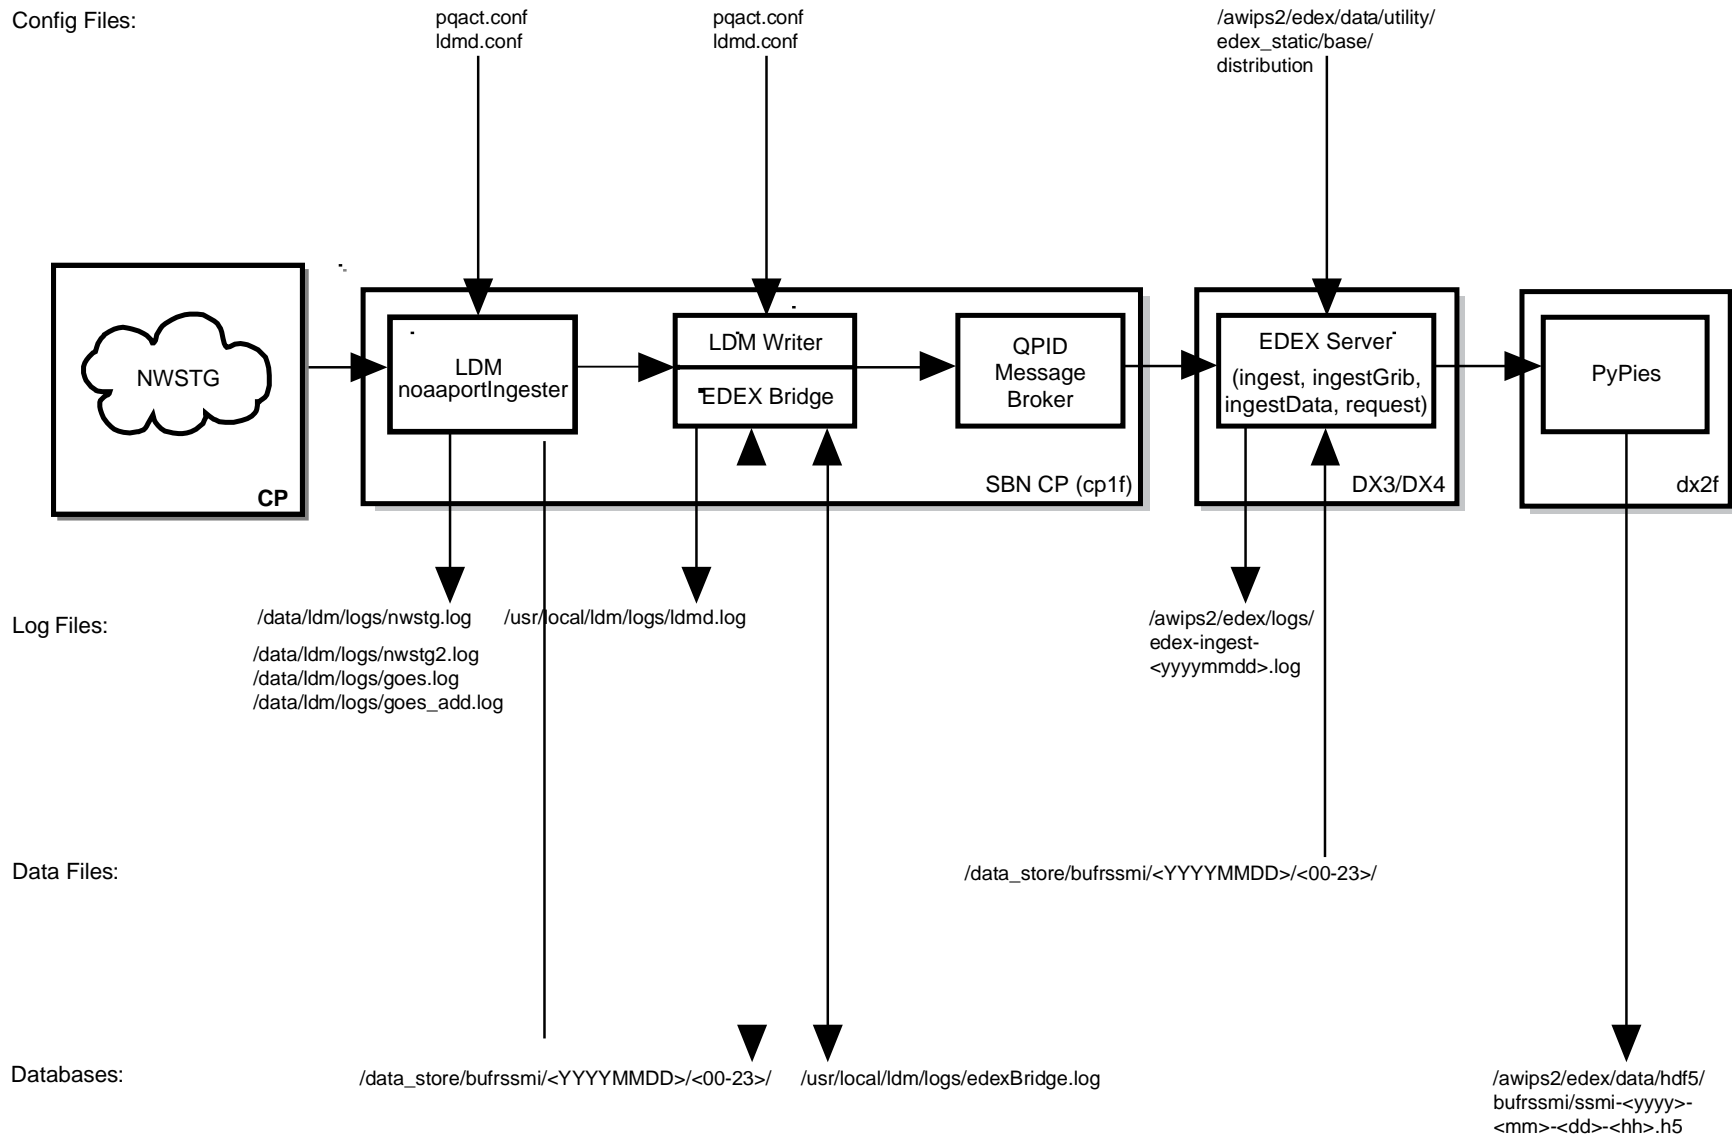 Config Files:
pqact.conf
ldmd.conf
pqact.conf
ldmd.conf
/awips2/edex/data/utility/
edex_static/base/
distribution
NWSTG
CP
LDM
noaaportIngester
LDM Writer
EDEX Bridge
QPID
Message
Broker
SBN CP (cp1f)
EDEX Server
(ingest, ingestGrib,
ingestData, request)
DX3/DX4
PyPies
dx2f
Log Files:
/data/ldm/logs/nwstg.log
/data/ldm/logs/nwstg2.log
/data/ldm/logs/goes.log
/data/ldm/logs/goes_add.log
/usr/local/ldm/logs/ldmd.log
/awips2/edex/logs/
edex-ingest-
<yyyymmdd>.log
Data Files:
/data_store/bufrssmi/<YYYYMMDD>/<00-23>/
Databases:
/data_store/bufrssmi/<YYYYMMDD>/<00-23>/
/usr/local/ldm/logs/edexBridge.log
/awips2/edex/data/hdf5/
bufrssmi/ssmi-<yyyy>-
<mm>-<dd>-<hh>.h5